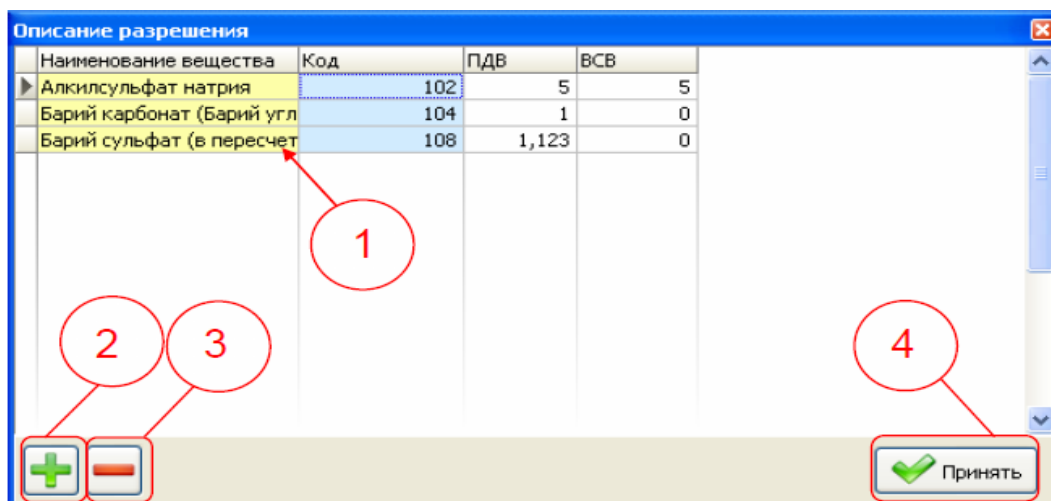 Описание разрешения
Наименование вещества Код ПДВ ВСВ
Алкилсульфат натрия 102 5 5
Барий карбонат (Барий угл 104 1 0
Барий сульфат (в пересчет 108 1,123 0
1
2 3 4
Принять